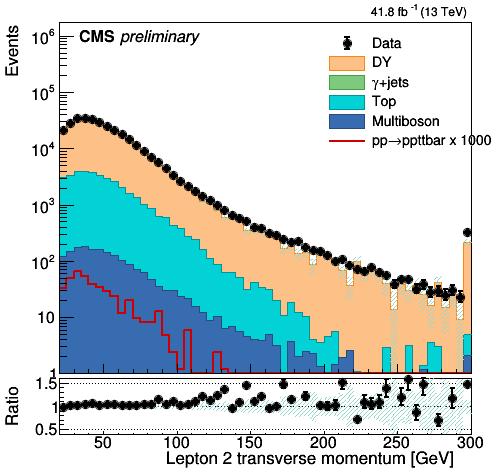 41.8 fb⁻¹ (13 TeV)
Events
CMS preliminary
Data
DY
γ+jets
Top
Multiboson
pp→ppttbar x 1000
10⁶
10⁵
10⁴
10³
10²
10
1
Ratio
1.5
1
0.5
50 100 150 200 250 300
Lepton 2 transverse momentum [GeV]